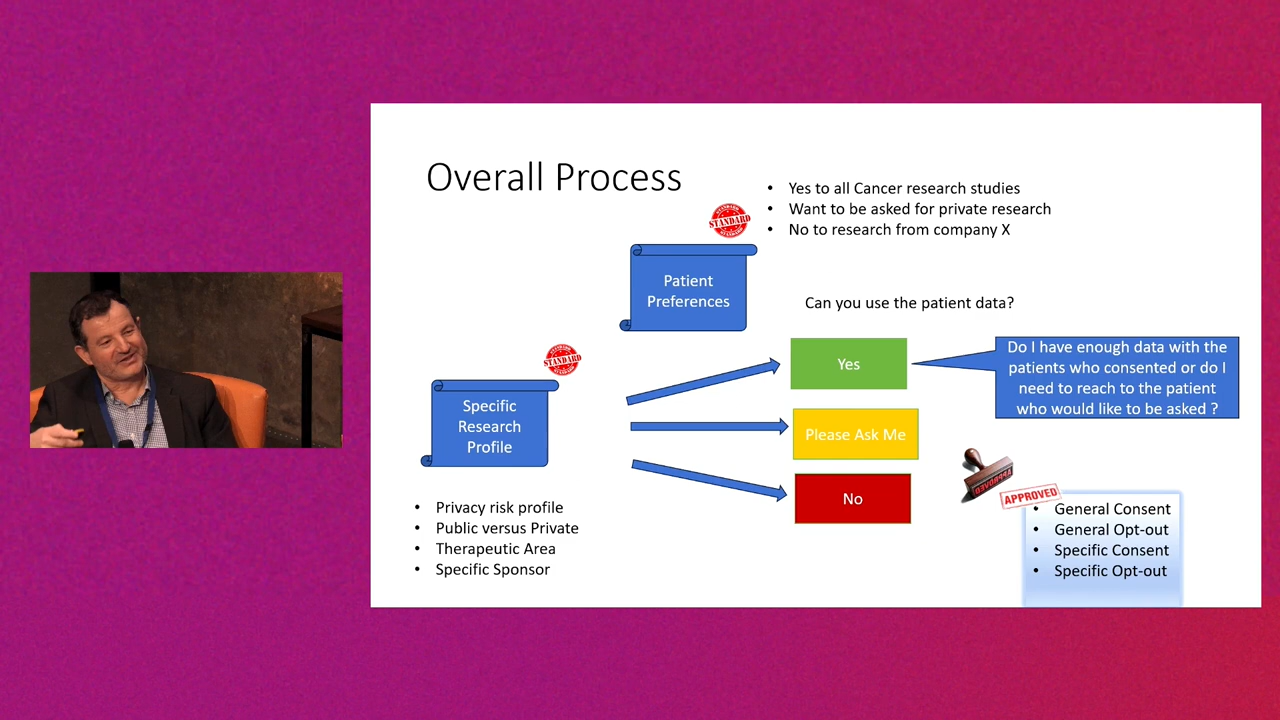 Overall Process
• Yes to all Cancer research studies
• Want to be asked for private research
• No to research from company X
STANDARD
Patient
Preferences
Can you use the patient data?
STANDARD
Specific
Research
Profile
Yes
Please Ask Me
No
Do I have enough data with the
patients who consented or do I
need to reach to the patient
who would like to be asked ?
• Privacy risk profile
• Public versus Private
• Therapeutic Area
• Specific Sponsor
APPROVED
• General Consent
• General Opt-out
• Specific Consent
• Specific Opt-out